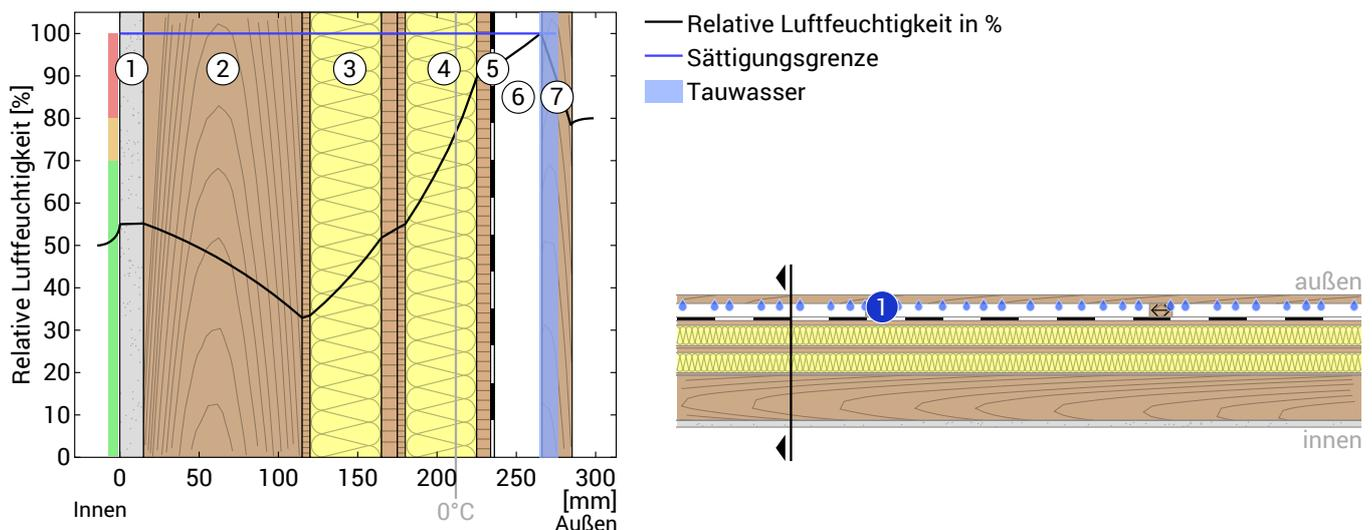 Relative Luftfeuchtigkeit [%]
100
90
80
70
60
50
40
30
20
10
0
1
2
3
4
5
6
7
0
50
100
150
200
250
300
[mm]
Innen
0°C
Außen
Relative Luftfeuchtigkeit in %
Sättigungsgrenze
Tauwasser
außen
1
innen